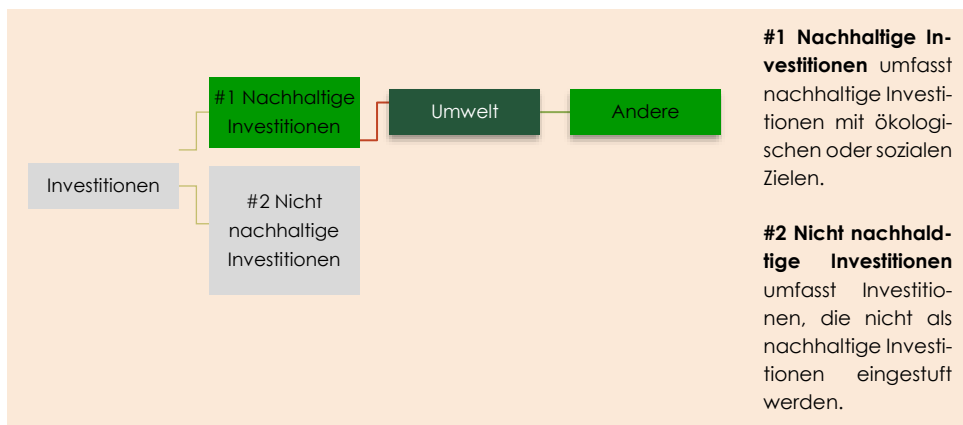 Investitionen
#1 Nachhaltige
Investitionen
Umwelt
Andere
#2 Nicht
nachhaltige
Investitionen
#1 Nachhaltige In-
vestitionen umfasst
nachhaltige Investi-
tionen mit ökologi-
schen oder sozialen
Zielen.
#2 Nicht nachhald-
tige Investitionen
umfasst Investitio-
nen, die nicht als
nachhaltige Investi-
tionen eingestuft
werden.